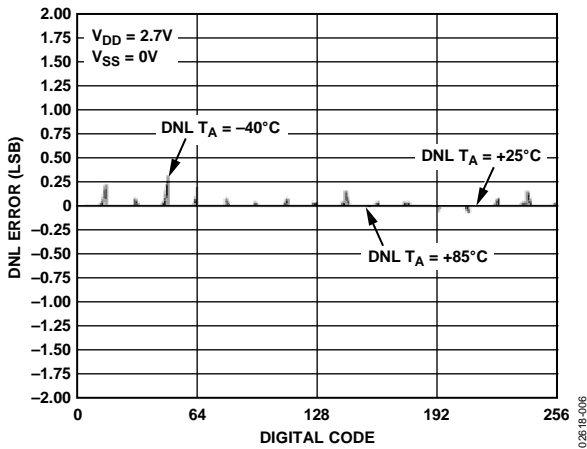 2.00
1.75
1.50
1.25
1.00
0.75
0.50
0.25
0
–0.25
–0.50
–0.75
–1.00
–1.25
–1.50
–1.75
–2.00
DNL ERROR (LSB)
VDD = 2.7V
VSS = 0V
DNL TA = –40°C
DNL TA = +25°C
DNL TA = +85°C
0 64 128 192 256
DIGITAL CODE
02618-006